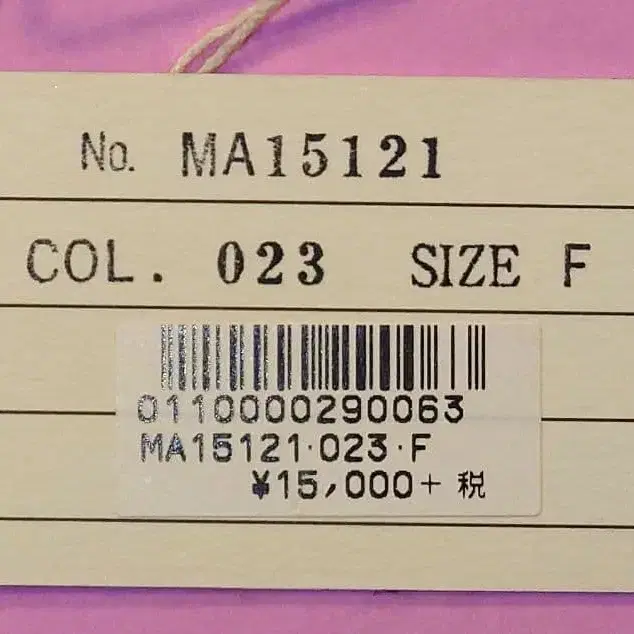 No. MA15121
COL. 023 SIZE F
0110000290063
MA15121·023·F
¥15,000+ 税